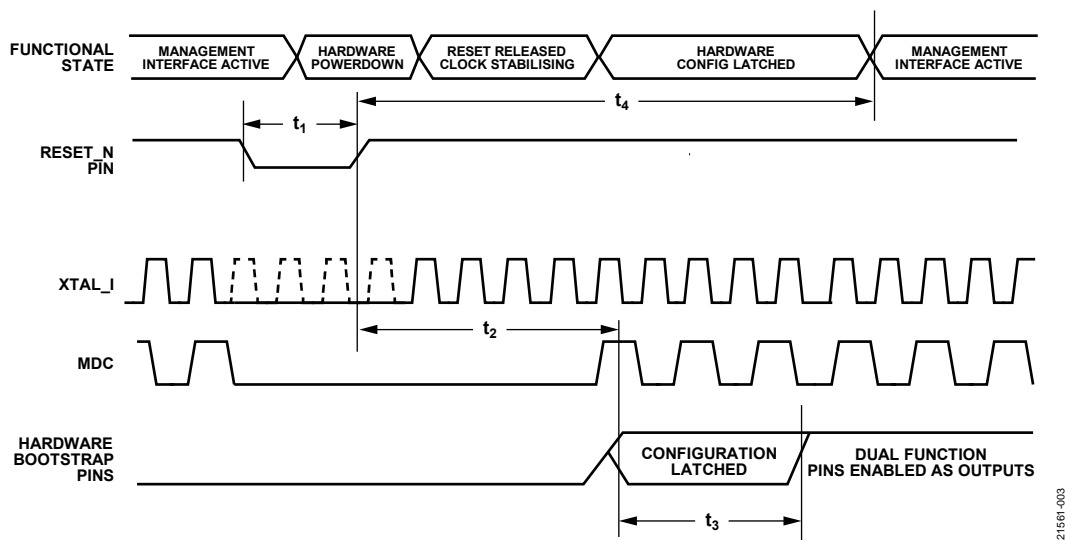 FUNCTIONAL
STATE
MANAGEMENT
INTERFACE ACTIVE
HARDWARE
POWERDOWN
RESET RELEASED
CLOCK STABILISING
HARDWARE
CONFIG LATCHED
MANAGEMENT
INTERFACE ACTIVE
t4
t1
RESET_N
PIN
XTAL_I
t2
MDC
HARDWARE
BOOTSTRAP
PINS
CONFIGURATION
LATCHED
DUAL FUNCTION
PINS ENABLED AS OUTPUTS
t3
21561-003